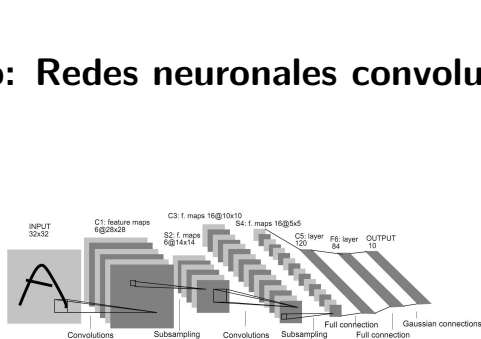 : Redes neuronales
C3: f. maps 16@10x10
INPUT
32x32
C1: feature maps
6@28x28
S4: f. maps 16@5x5
S2: f. maps
6@14x14
C5: layer
120
F6: layer
84
OUTPUT
10
Convolutions
Subsampling
Convolutions
Subsampling
Full connection
Full connection
Gaussian connections